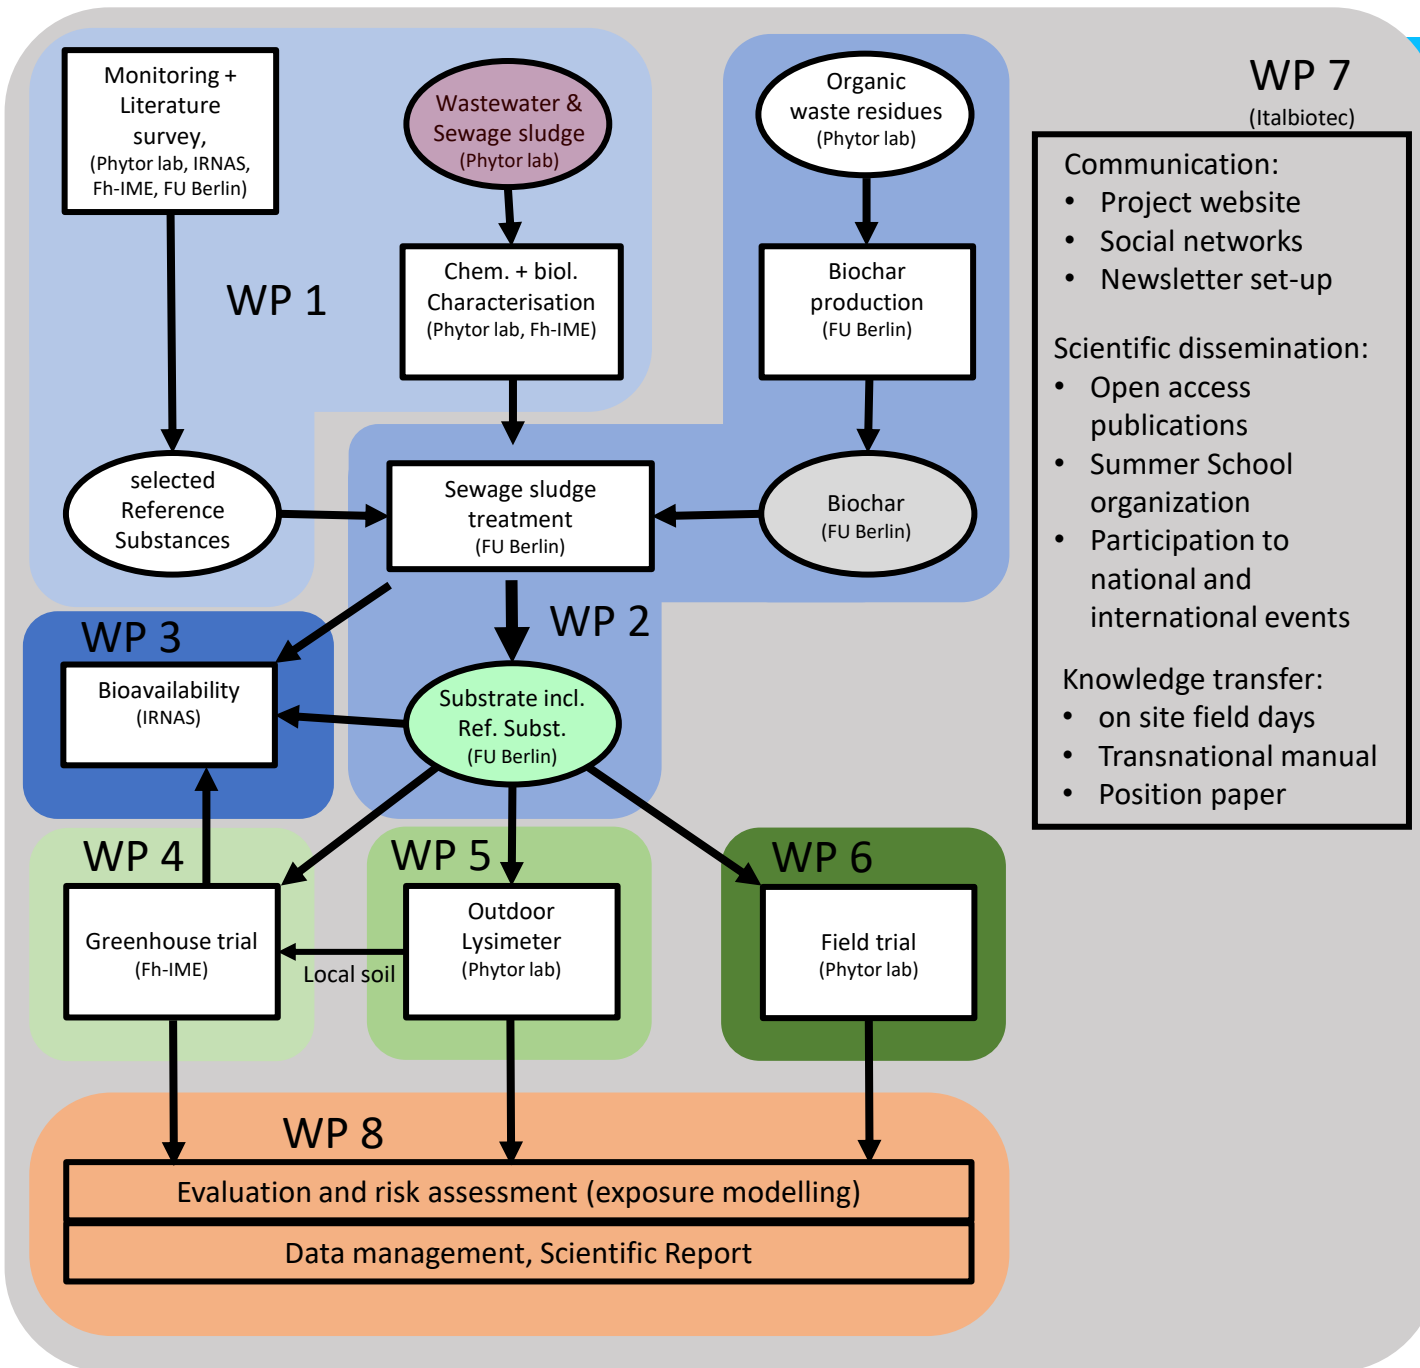 Monitoring +
Literature
survey,
(Phytor lab, IRNAS,
Fh-IME, FU Berlin)
Wastewater &
Sewage sludge
(Phytor lab)
Organic
waste residues
(Phytor lab)
WP 1
Chem. + biol.
Characterisation
(Phytor lab, Fh-IME)
Biochar
production
(FU Berlin)
selected
Reference
Substances
Sewage sludge
treatment
(FU Berlin)
Biochar
(FU Berlin)
WP 2
WP 3
Bioavailability
(IRNAS)
Substrate incl.
Ref. Subst.
(FU Berlin)
WP 4
Greenhouse trial
(Fh-IME)
Local soil
WP 5
Outdoor
Lysimeter
(Phytor lab)
WP 6
Field trial
(Phytor lab)
WP 8
Evaluation and risk assessment (exposure modelling)
Data management, Scientific Report
WP 7
(Italbiotec)
Communication:
• Project website
• Social networks
• Newsletter set-up
Scientific dissemination:
• Open access
publications
• Summer School
organization
• Participation to
national and
international events
Knowledge transfer:
• on site field days
• Transnational manual
• Position paper